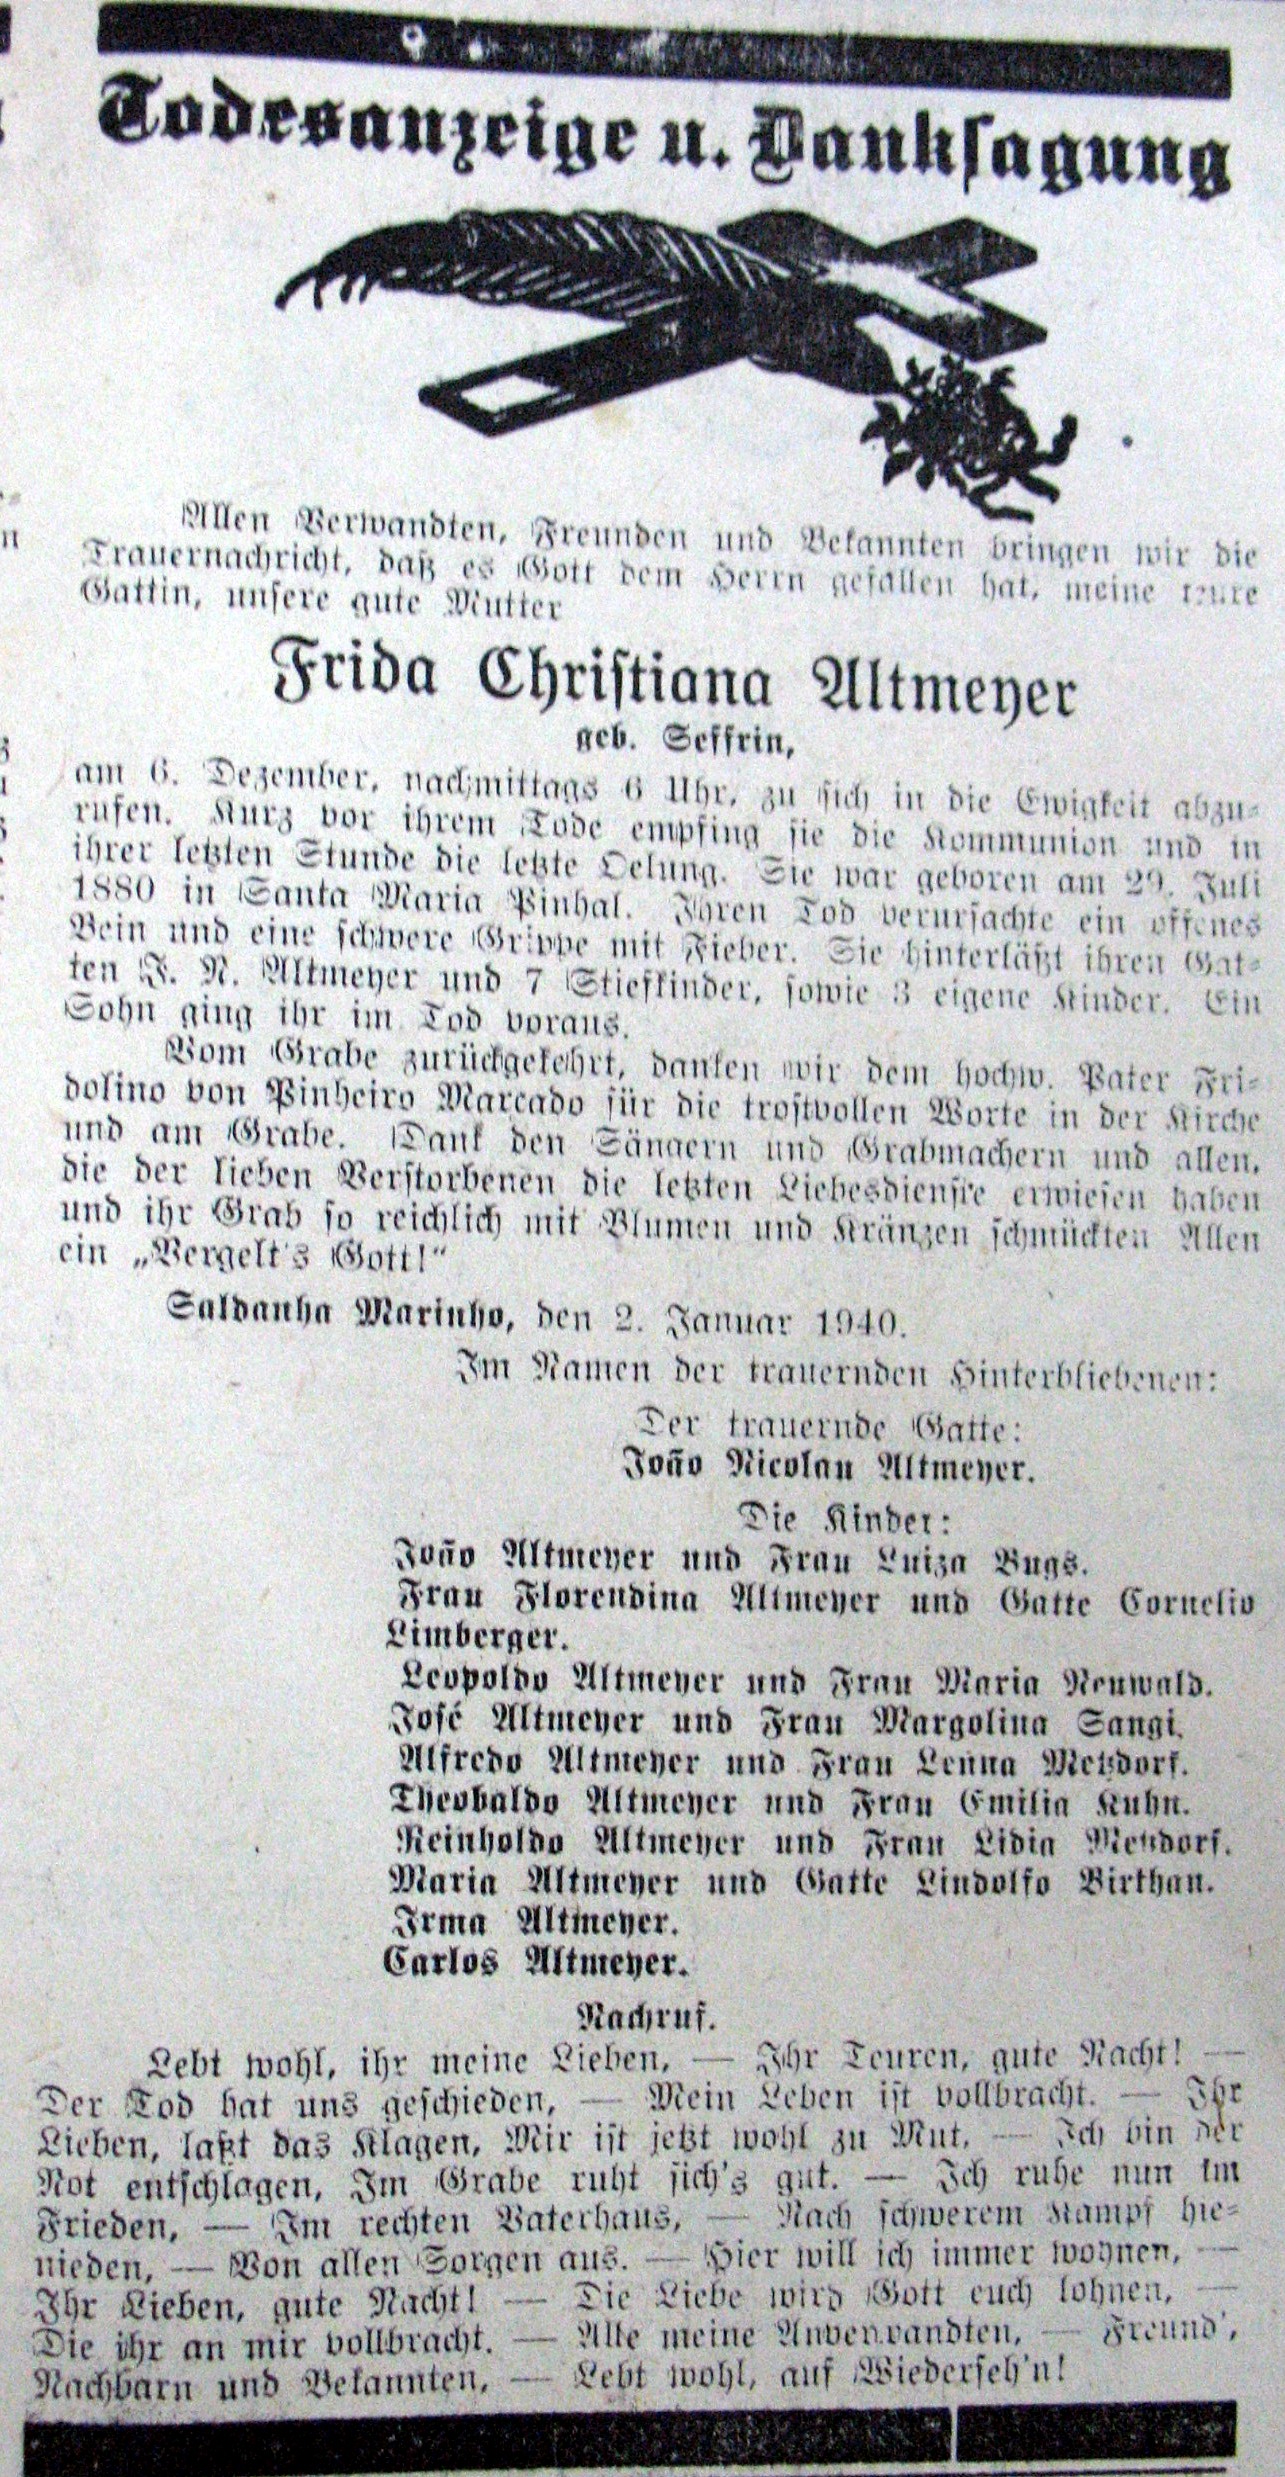 Todesanzeige u. Danksagung
Allen Verwandten, Freunden und Bekannten bringen wir die
Trauernachricht, daß es Gott dem Herrn gefallen hat, meine teure
Gattin, unsere gute Mutter
Frida Christiana Altmeyer
geb. Seffrin,
am 6. Dezember, nachmittags 6 Uhr, zu sich in die Ewigkeit abzu-
rufen. Kurz vor ihrem Tode empfing sie die Kommunion und in
ihrer letzten Stunde die letzte Oelung. Sie war geboren am 29. Juli
1880 in Santa Maria Pinhal. Ihren Tod verursachte ein offenes
Bein und eine schwere Grippe mit Fieber. Sie hinterläßt ihren Gat-
ten J. N. Altmeyer und 7 Stiefkinder, sowie 3 eigene Kinder. Ein
Sohn ging ihr im Tod voraus.
Vom Grabe zurückgekehrt, danken wir dem hochw. Pater Fri-
dolino von Pinheiro Marcado für die trostvollen Worte in der Kirche
und am Grabe. Dank den Sängern und Grabmachern und allen,
die der lieben Verstorbenen die letzten Liebesdienste erwiesen haben
und ihr Grab so reichlich mit Blumen und Kränzen schmückten Allen
ein „Vergelt's Gott!“
Saldanha Marinho, den 2. Januar 1940.
Im Namen der trauernden Hinterbliebenen:
Der trauernde Gatte:
João Nicolau Altmeyer.
Die Kinder:
João Altmeyer und Frau Luiza Bugs.
Frau Florendina Altmeyer und Gatte Cornelio
Limberger.
Leopoldo Altmeyer und Frau Maria Neuwald.
José Altmeyer und Frau Margolina Sangi.
Alfredo Altmeyer und Frau Lenna Metzdorf.
Theobaldo Altmeyer und Frau Emilia Kuhn.
Reinholdo Altmeyer und Frau Lidia Metzdorf.
Maria Altmeyer und Gatte Lindolfo Birthan.
Irma Altmeyer.
Carlos Altmeyer.
Nachruf.
Lebt wohl, ihr meine Lieben, — Ihr Teuren, gute Nacht! —
Der Tod hat uns geschieden, — Mein Leben ist vollbracht. — Ihr
Lieben, laßt das Klagen, Mir ist jetzt wohl zu Mut, — Ich bin der
Not entschlagen, Im Grabe ruht sich's gut. — Ich ruhe nun im
Frieden, — Im rechten Vaterhaus, — Nach schwerem Kampf hie-
nieden, — Von allen Sorgen aus. — Hier will ich immer wohnen, —
Ihr Lieben, gute Nacht! — Die Liebe wird Gott euch lohnen, —
Die ihr an mir vollbracht. — Alle meine Anverwandten, — Freund',
Nachbarn und Bekannten, — Lebt wohl, auf Wiederseh'n!